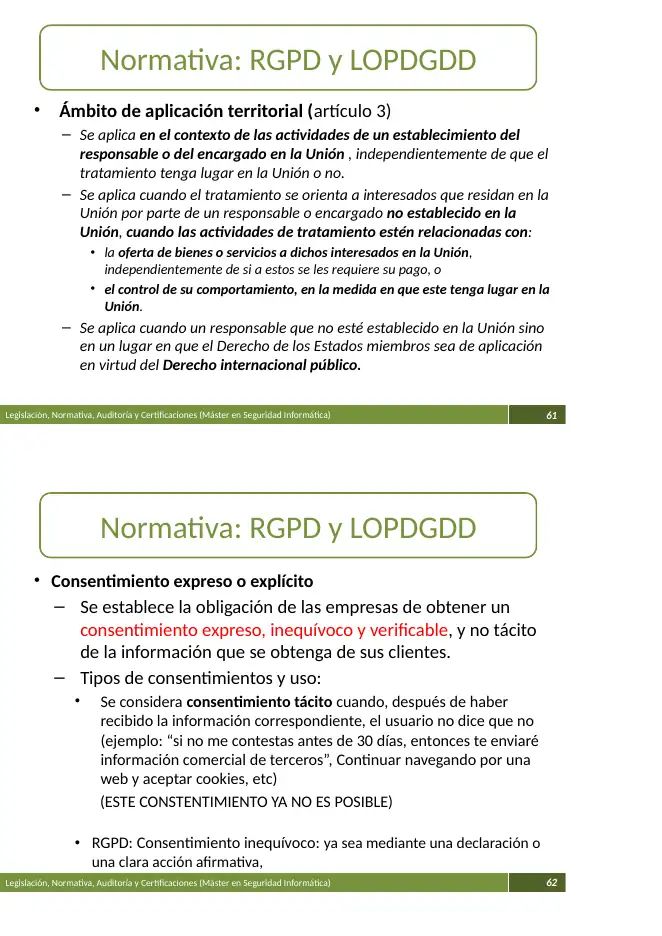 Normativa: RGPD y LOPDGDD
• Ámbito de aplicación territorial (artículo 3)
– Se aplica en el contexto de las actividades de un establecimiento del
responsable o del encargado en la Unión , independientemente de que el
tratamiento tenga lugar en la Unión o no.
– Se aplica cuando el tratamiento se orienta a interesados que residan en la
Unión por parte de un responsable o encargado no establecido en la
Unión, cuando las actividades de tratamiento estén relacionadas con:
• la oferta de bienes o servicios a dichos interesados en la Unión,
independientemente de si a estos se les requiere su pago, o
• el control de su comportamiento, en la medida en que este tenga lugar en la
Unión.
– Se aplica cuando un responsable que no esté establecido en la Unión sino
en un lugar en que el Derecho de los Estados miembros sea de aplicación
en virtud del Derecho internacional público.
Legislación, Normativa, Auditoría y Certificaciones (Máster en Seguridad Informática)
61
Normativa: RGPD y LOPDGDD
• Consentimiento expreso o explícito
– Se establece la obligación de las empresas de obtener un
consentimiento expreso, inequívoco y verificable, y no tácito
de la información que se obtenga de sus clientes.
– Tipos de consentimientos y uso:
• Se considera consentimiento tácito cuando, después de haber
recibido la información correspondiente, el usuario no dice que no
(ejemplo: “si no me contestas antes de 30 días, entonces te enviaré
información comercial de terceros”, Continuar navegando por una
web y aceptar cookies, etc)
(ESTE CONSTENTIMIENTO YA NO ES POSIBLE)
• RGPD: Consentimiento inequívoco: ya sea mediante una declaración o
una clara acción afirmativa,
Legislación, Normativa, Auditoría y Certificaciones (Máster en Seguridad Informática)
62